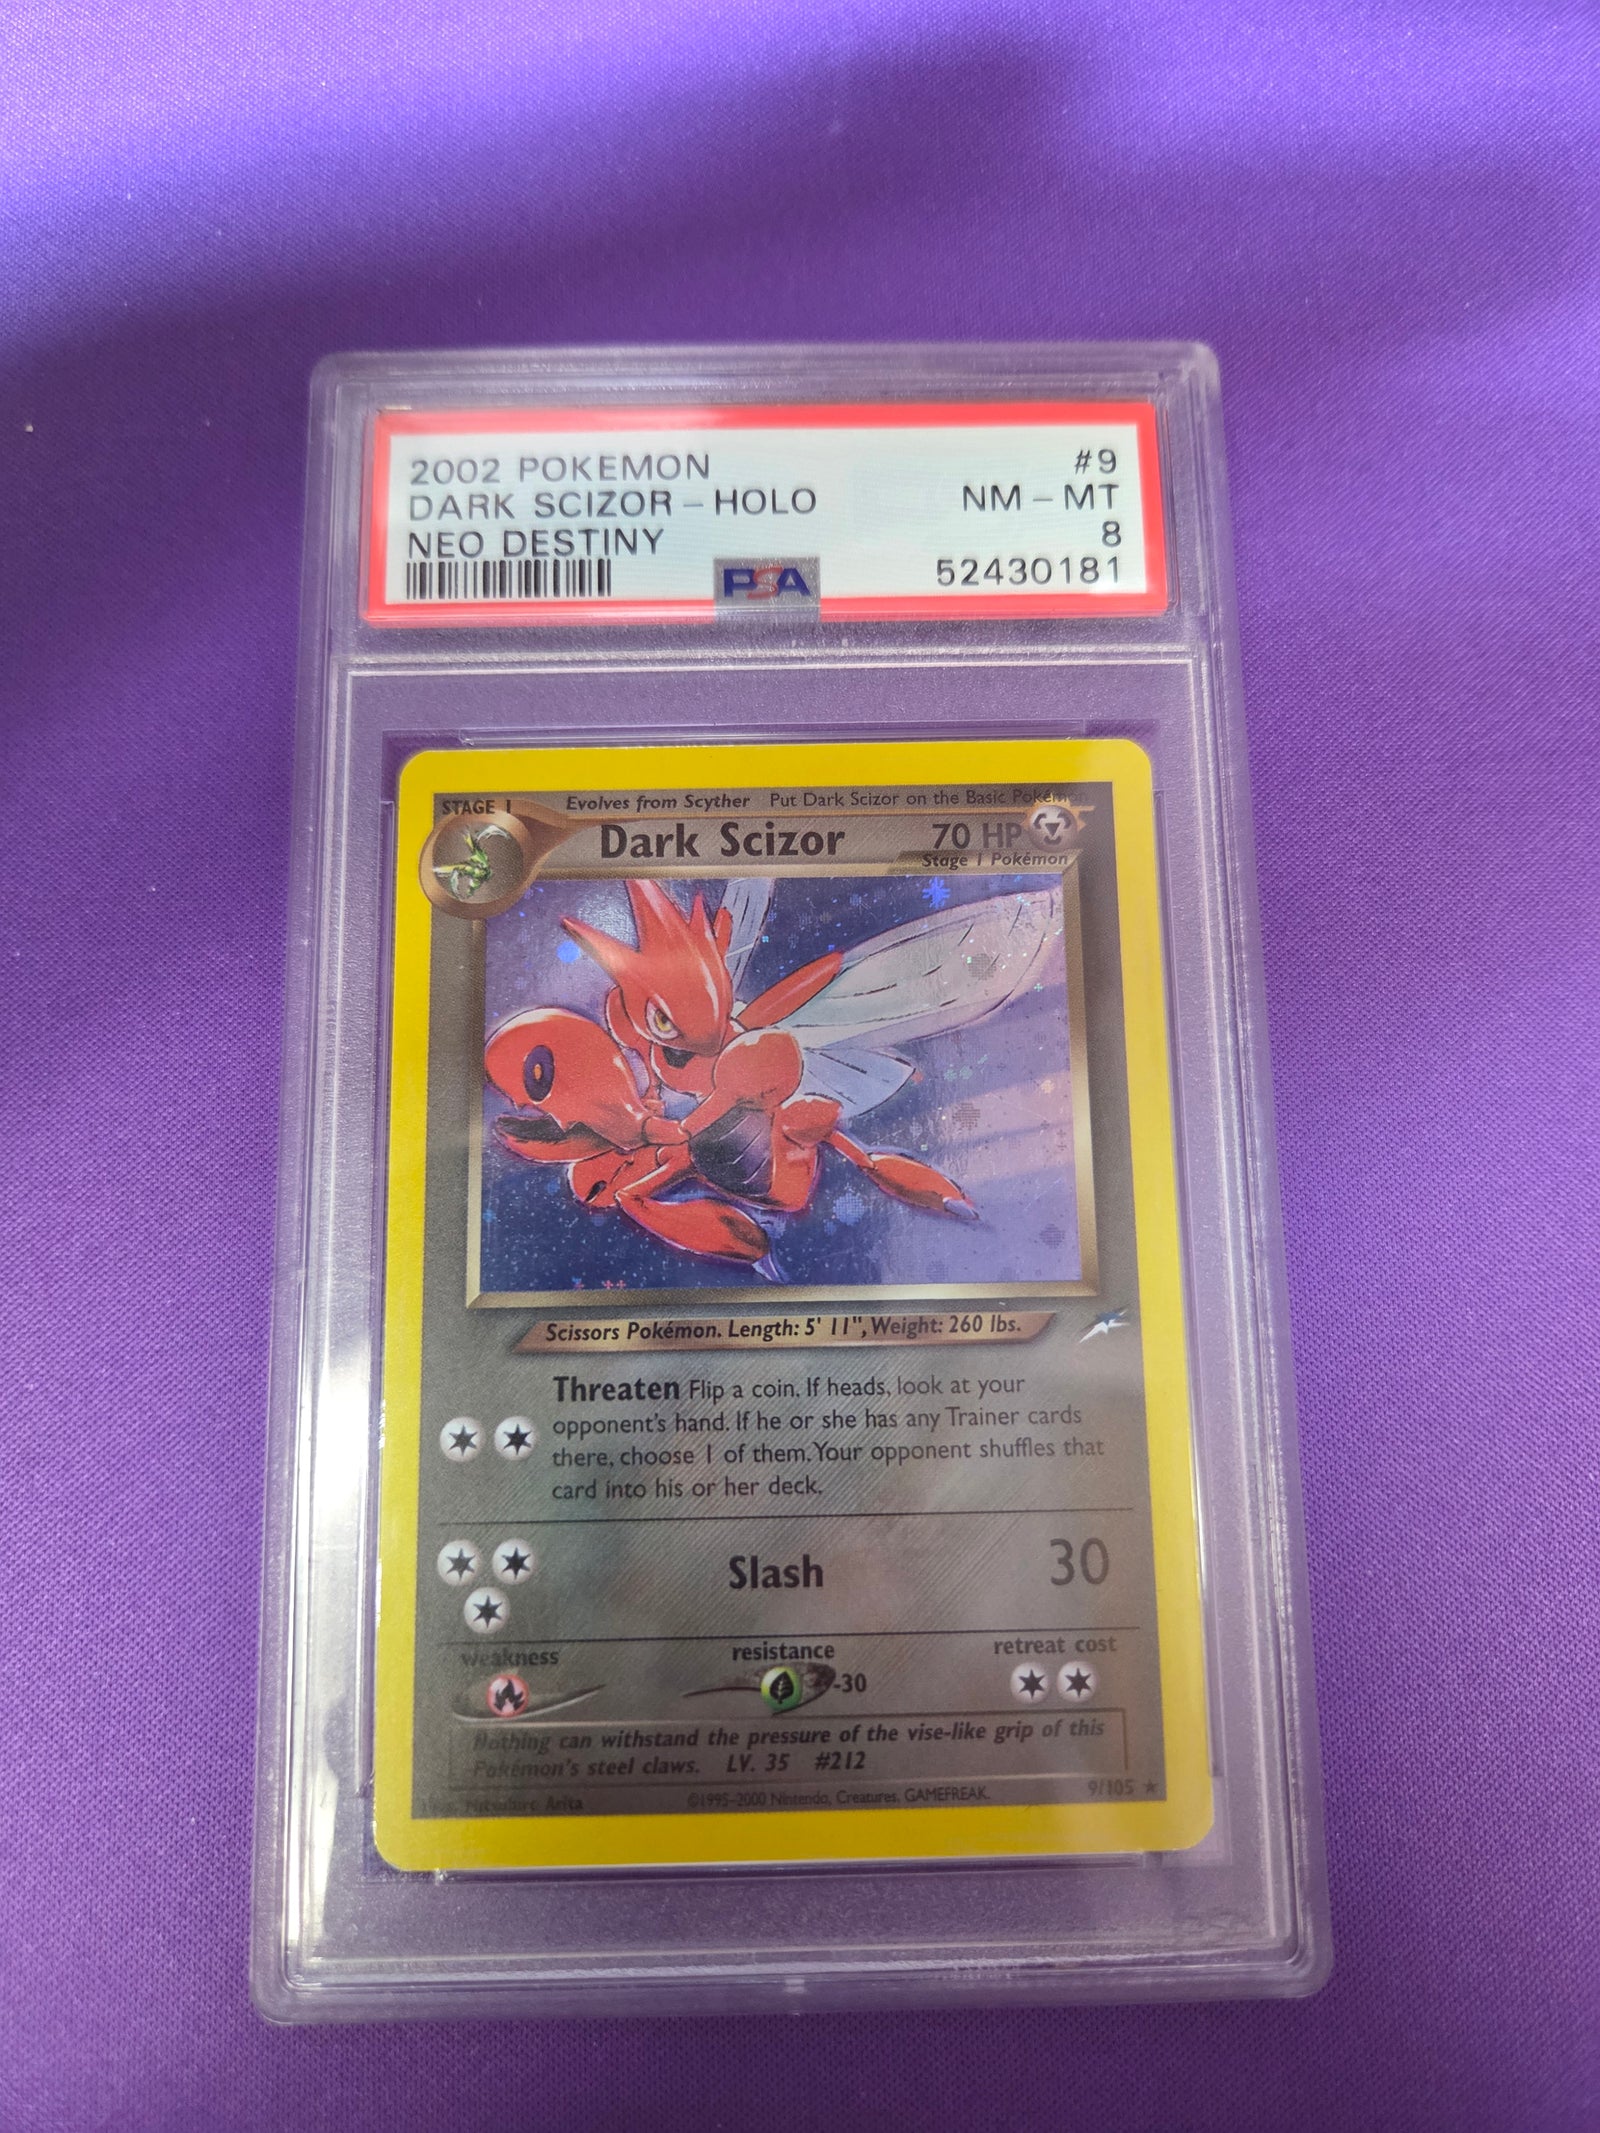 2002 POKEMON #9
DARK SCIZOR - HOLO NM - MT
NEO DESTINY 8
PSA 52430181
STAGE 1 Evolves from Scyther Put Dark Scizor on the Basic Pokémon
Dark Scizor 70 HP
Stage 1 Pokémon
Scissors Pokémon. Length: 5' 11", Weight: 260 lbs.
Threaten Flip a coin. If heads, look at your
opponent's hand. If he or she has any Trainer cards
there, choose 1 of them. Your opponent shuffles that
card into his or her deck.
Slash 30
weakness resistance retreat cost
-30
Nothing can withstand the pressure of the vise-like grip of this
Pokémon's steel claws. LV. 35 #212
Arita ©1995-2000 Nintendo, Creatures, GAMEFREAK. 9/105 ★